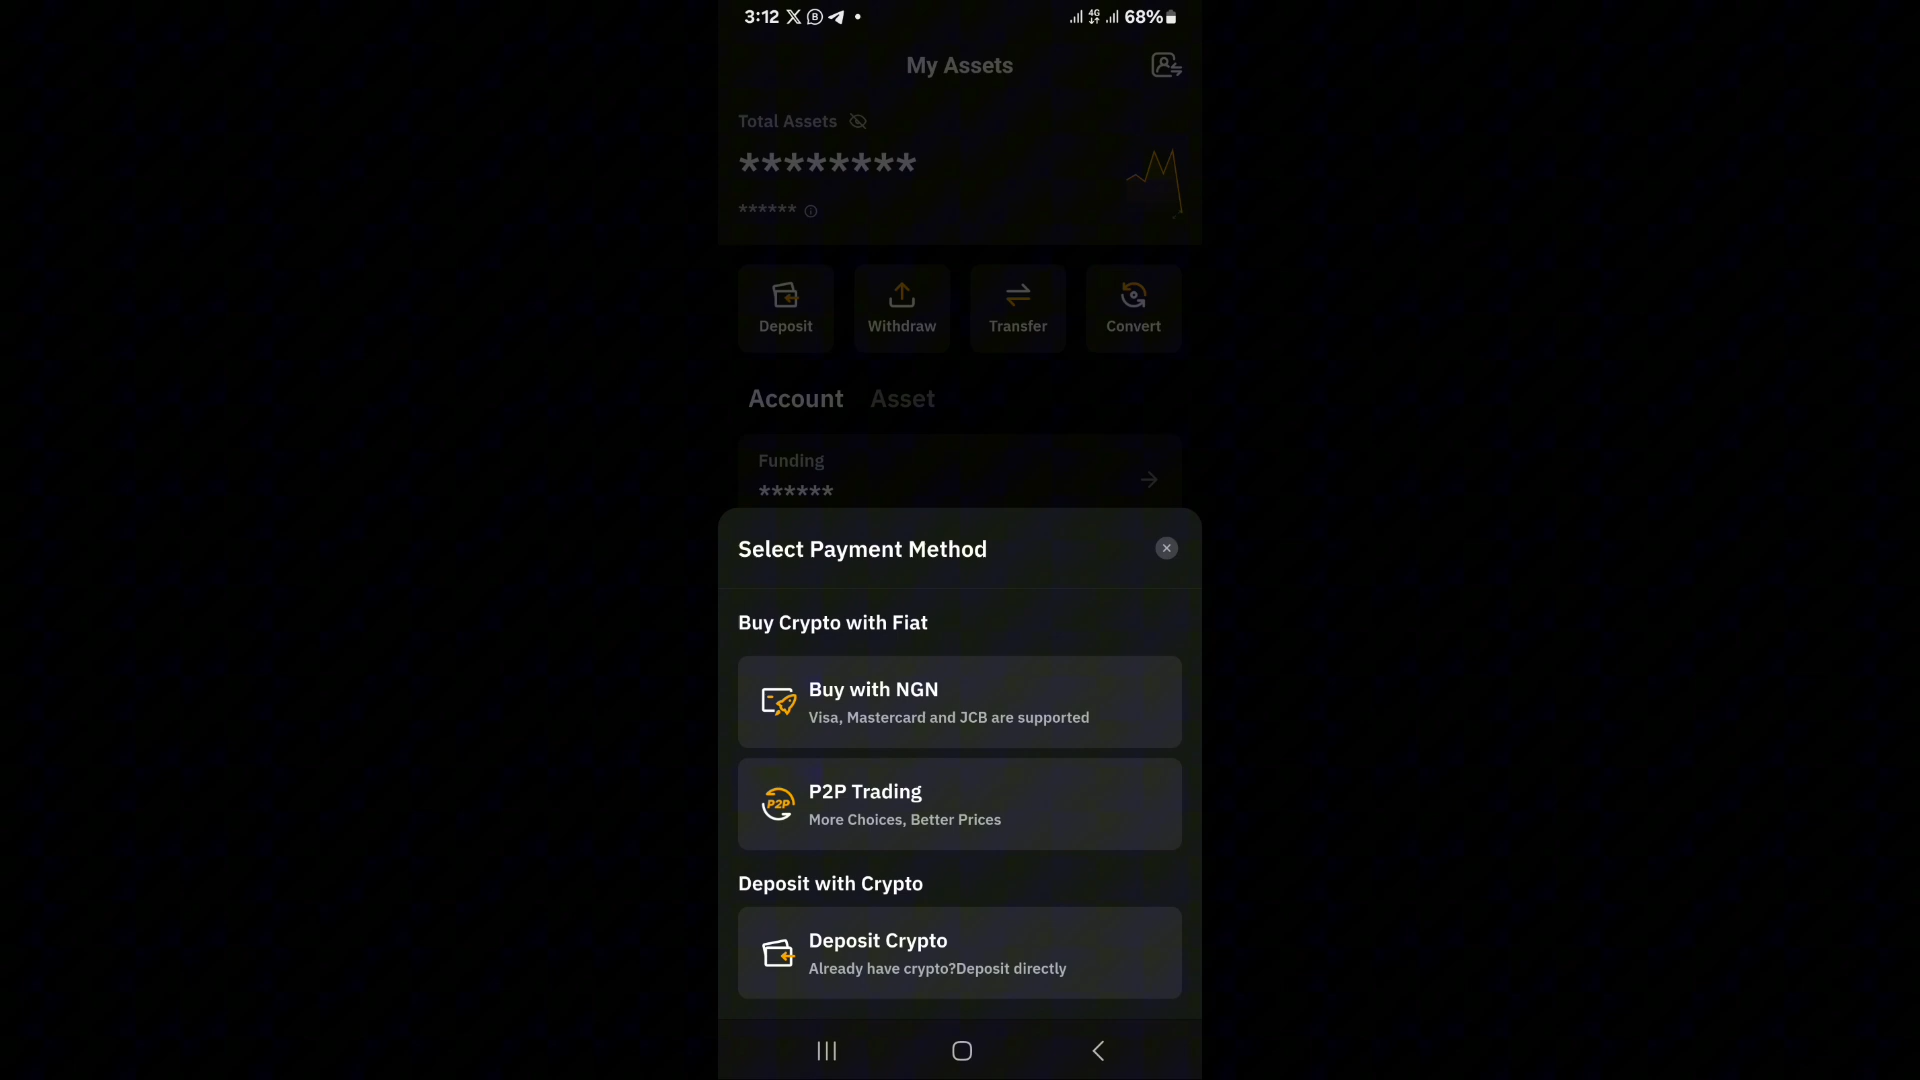 3:12 68%
4G
My Assets
Total Assets
********
******
Deposit Withdraw Transfer Convert
Account Asset
Funding
******
Select Payment Method
Buy Crypto with Fiat
Buy with NGN
Visa, Mastercard and JCB are supported
P2P Trading
P2P
More Choices, Better Prices
Deposit with Crypto
Deposit Crypto
Already have crypto?Deposit directly